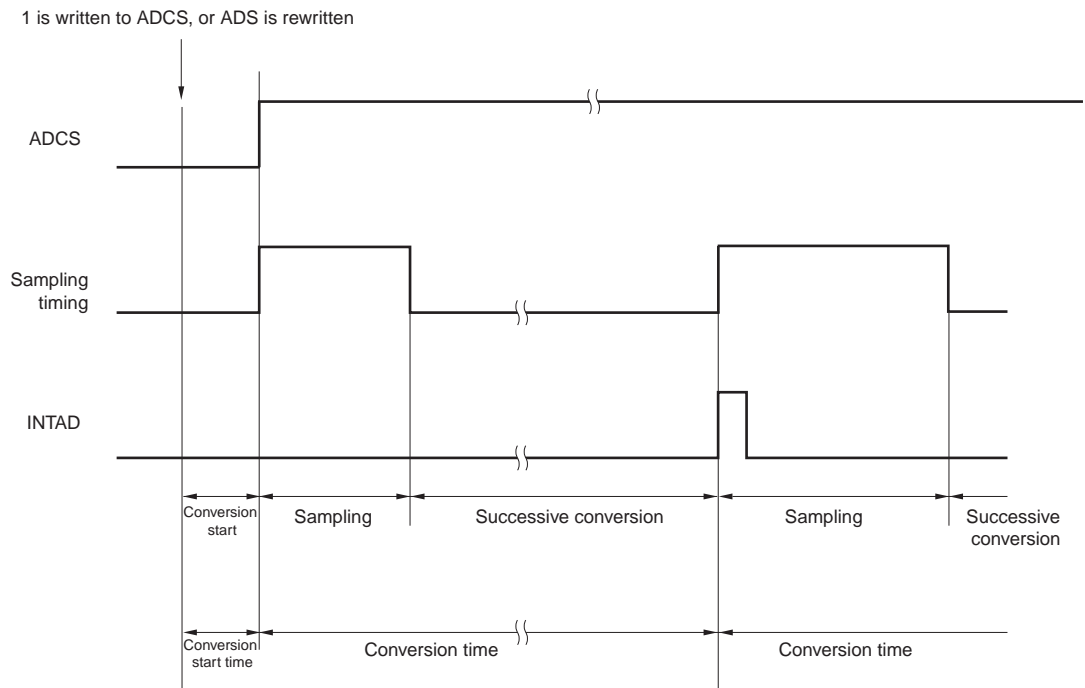 1 is written to ADCS, or ADS is rewritten
ADCS
Sampling
timing
INTAD
Conversion
start
Sampling
Successive conversion
Sampling
Successive
conversion
Conversion
start time
Conversion time
Conversion time